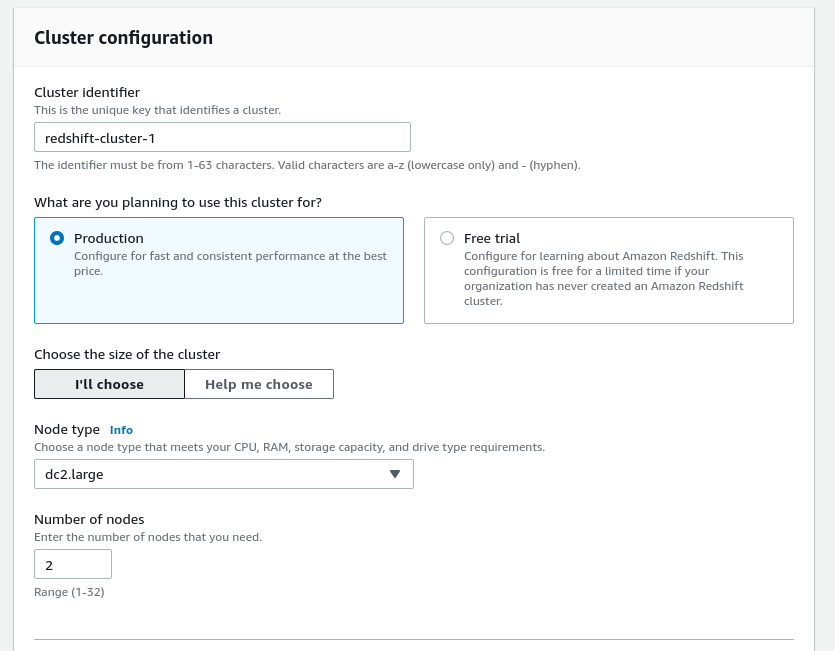 Cluster configuration
Cluster identifier
This is the unique key that identifies a cluster.
redshift-cluster-1
The identifier must be from 1-63 characters. Valid characters are a-z (lowercase only) and - (hyphen).
What are you planning to use this cluster for?
Production
Configure for fast and consistent performance at the best
price.
Free trial
Configure for learning about Amazon Redshift. This
configuration is free for a limited time if your
organization has never created an Amazon Redshift
cluster.
Choose the size of the cluster
I'll choose
Help me choose
Node type Info
Choose a node type that meets your CPU, RAM, storage capacity, and drive type requirements.
dc2.large
Number of nodes
Enter the number of nodes that you need.
2
Range (1-32)